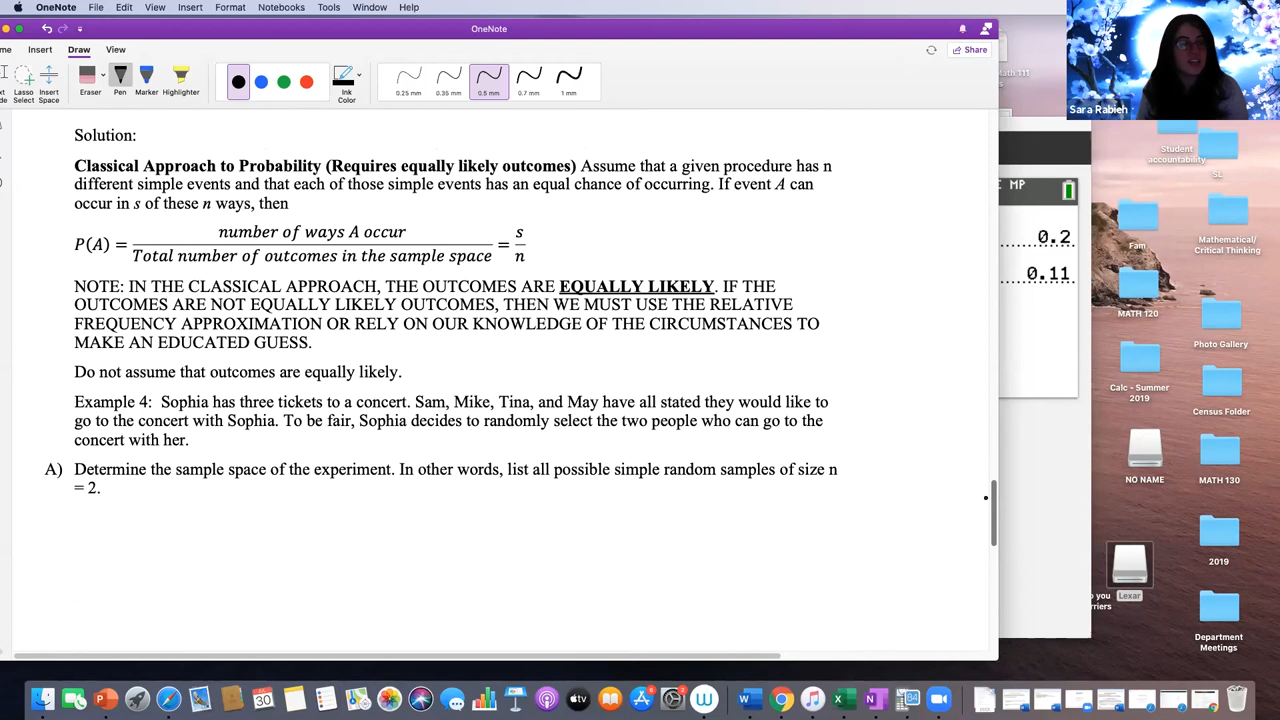 OneNote File Edit View Insert Format Notebooks Tools Window Help
OneNote
Insert Draw View
Share
Lasso Select
Insert Space
Eraser
Pen
Marker
Highlighter
Ink Color
0.25 mm
0.35 mm
0.5 mm
0.7 mm
1 mm
Sara Rabieh
Solution:
Classical Approach to Probability (Requires equally likely outcomes) Assume that a given procedure has n
different simple events and that each of those simple events has an equal chance of occurring. If event A can
occur in s of these n ways, then
P(A) = number of ways A occur / Total number of outcomes in the sample space = s / n
NOTE: IN THE CLASSICAL APPROACH, THE OUTCOMES ARE EQUALLY LIKELY. IF THE
OUTCOMES ARE NOT EQUALLY LIKELY OUTCOMES, THEN WE MUST USE THE RELATIVE
FREQUENCY APPROXIMATION OR RELY ON OUR KNOWLEDGE OF THE CIRCUMSTANCES TO
MAKE AN EDUCATED GUESS.
Do not assume that outcomes are equally likely.
Example 4: Sophia has three tickets to a concert. Sam, Mike, Tina, and May have all stated they would like to
go to the concert with Sophia. To be fair, Sophia decides to randomly select the two people who can go to the
concert with her.
A) Determine the sample space of the experiment. In other words, list all possible simple random samples of size n
= 2.
MP
0.2
0.11
Math 111
Student accountability
SL
Fam
Mathematical/
Critical Thinking
MATH 120
Photo Gallery
Calc - Summer
2019
Census Folder
NO NAME
MATH 130
2019
Lexar
Department
Meetings
30